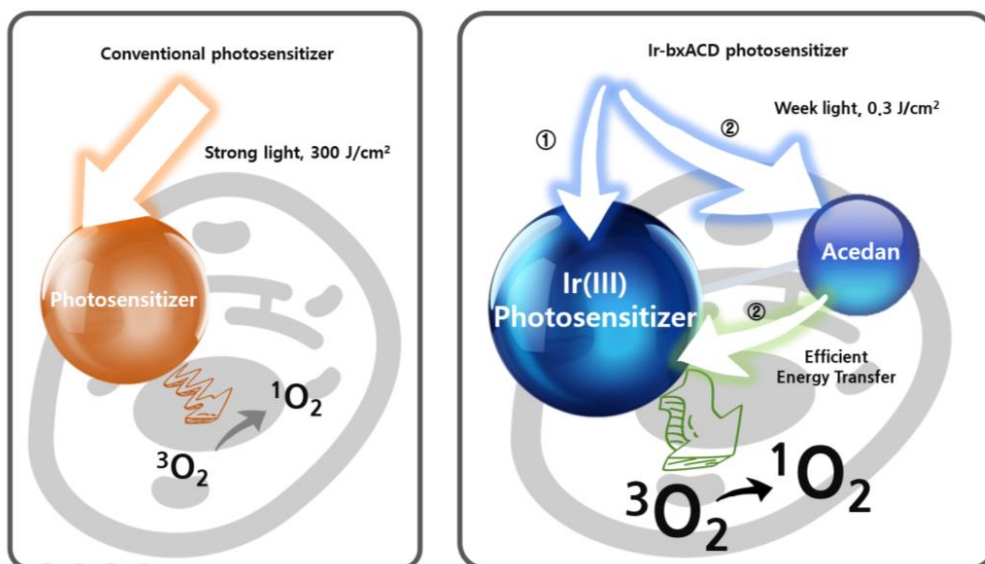 Conventional photosensitizer
Strong light, 300 J/cm²
Photosensitizer
¹O₂
³O₂
Ir-bxACD photosensitizer
Week light, 0.3 J/cm²
①
②
Acedan
Ir(III)
Photosensitizer
②
Efficient
Energy Transfer
³O₂
¹O₂